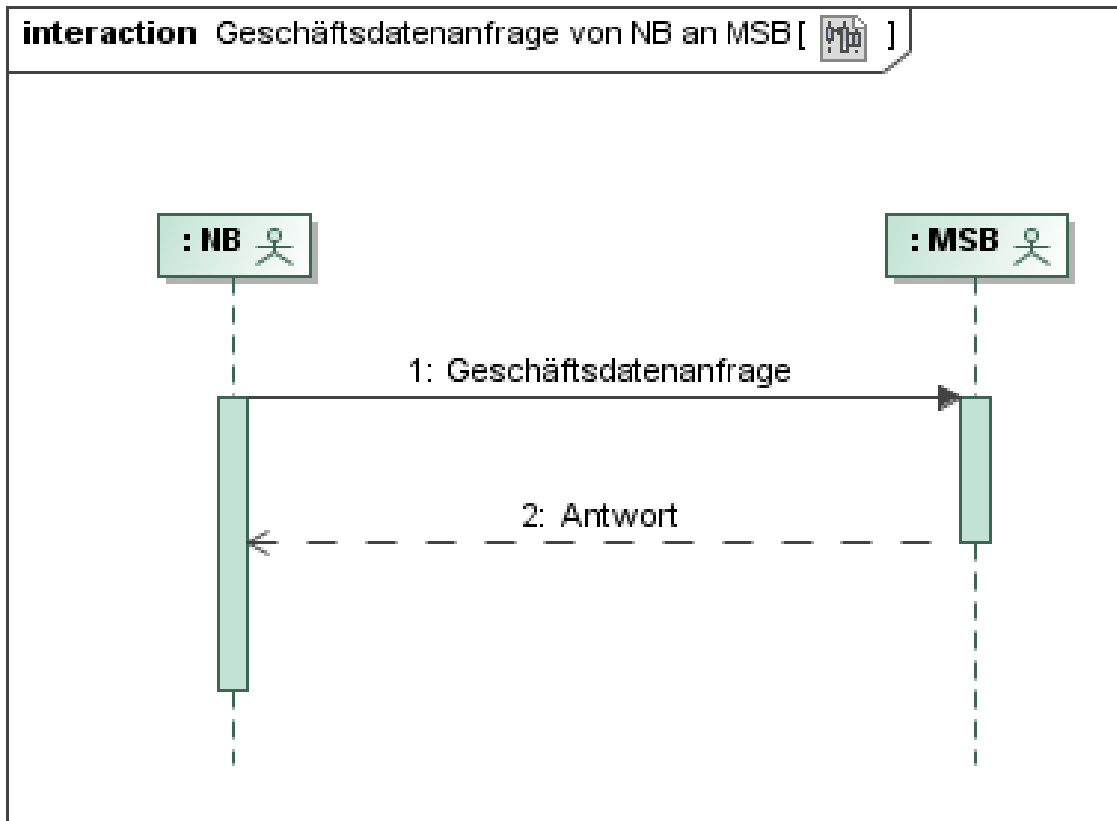 interaction Geschäftsdatenanfrage von NB an MSB [ ]
: NB
: MSB
1: Geschäftsdatenanfrage
2: Antwort